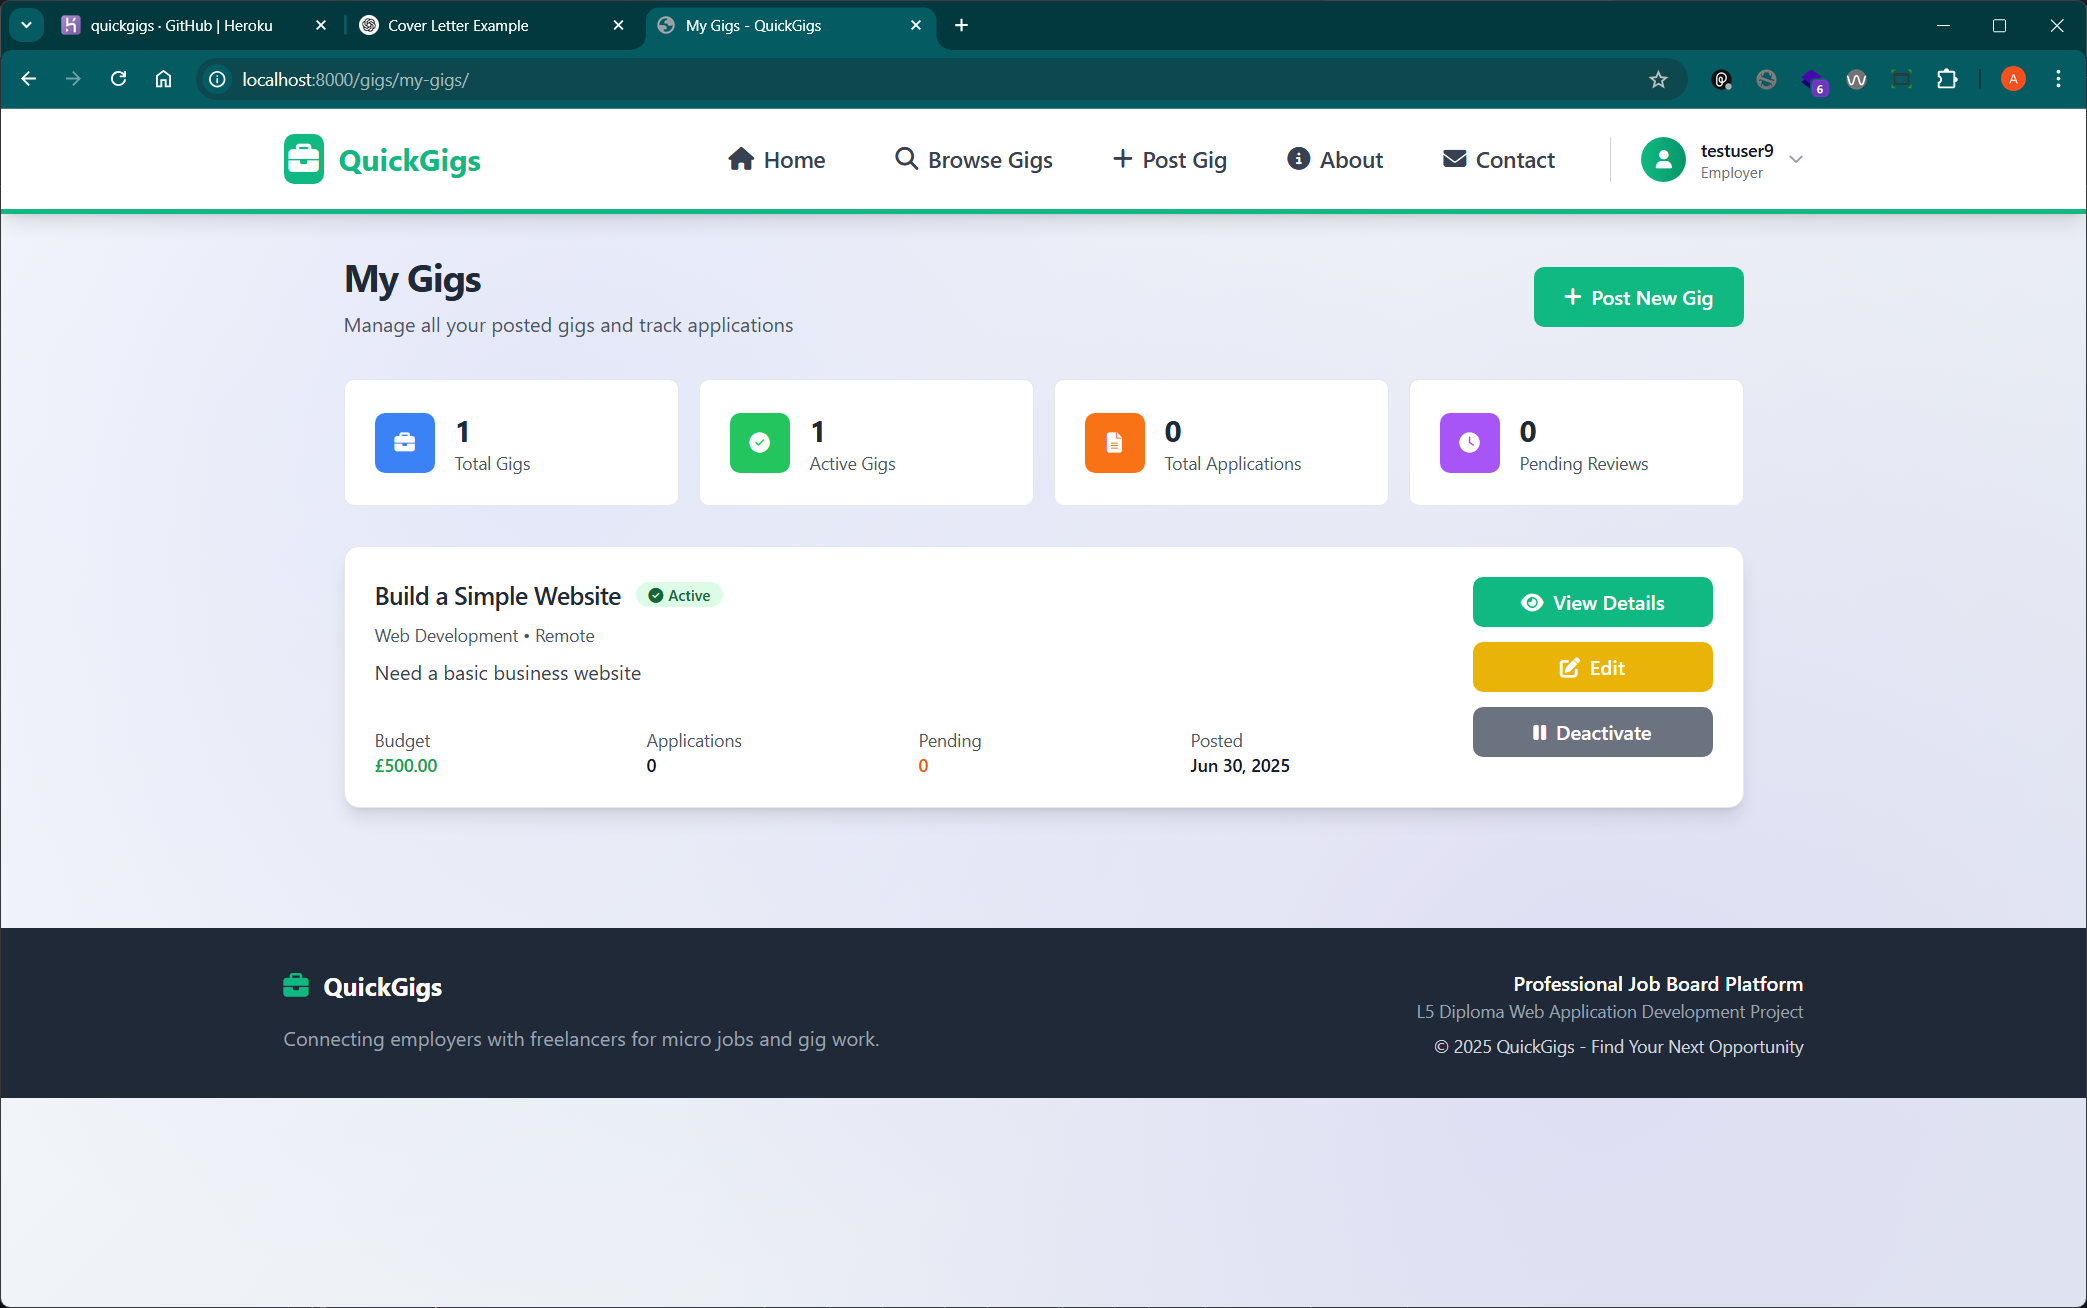 quickgigs · GitHub | Heroku
Cover Letter Example
My Gigs - QuickGigs
localhost:8000/gigs/my-gigs/
6
A
QuickGigs
Home
Browse Gigs
Post Gig
About
Contact
testuser9
Employer
My Gigs
Manage all your posted gigs and track applications
Post New Gig
1
Total Gigs
1
Active Gigs
0
Total Applications
0
Pending Reviews
Build a Simple Website
Active
Web Development • Remote
Need a basic business website
Budget
£500.00
Applications
0
Pending
0
Posted
Jun 30, 2025
View Details
Edit
Deactivate
QuickGigs
Connecting employers with freelancers for micro jobs and gig work.
Professional Job Board Platform
L5 Diploma Web Application Development Project
© 2025 QuickGigs - Find Your Next Opportunity